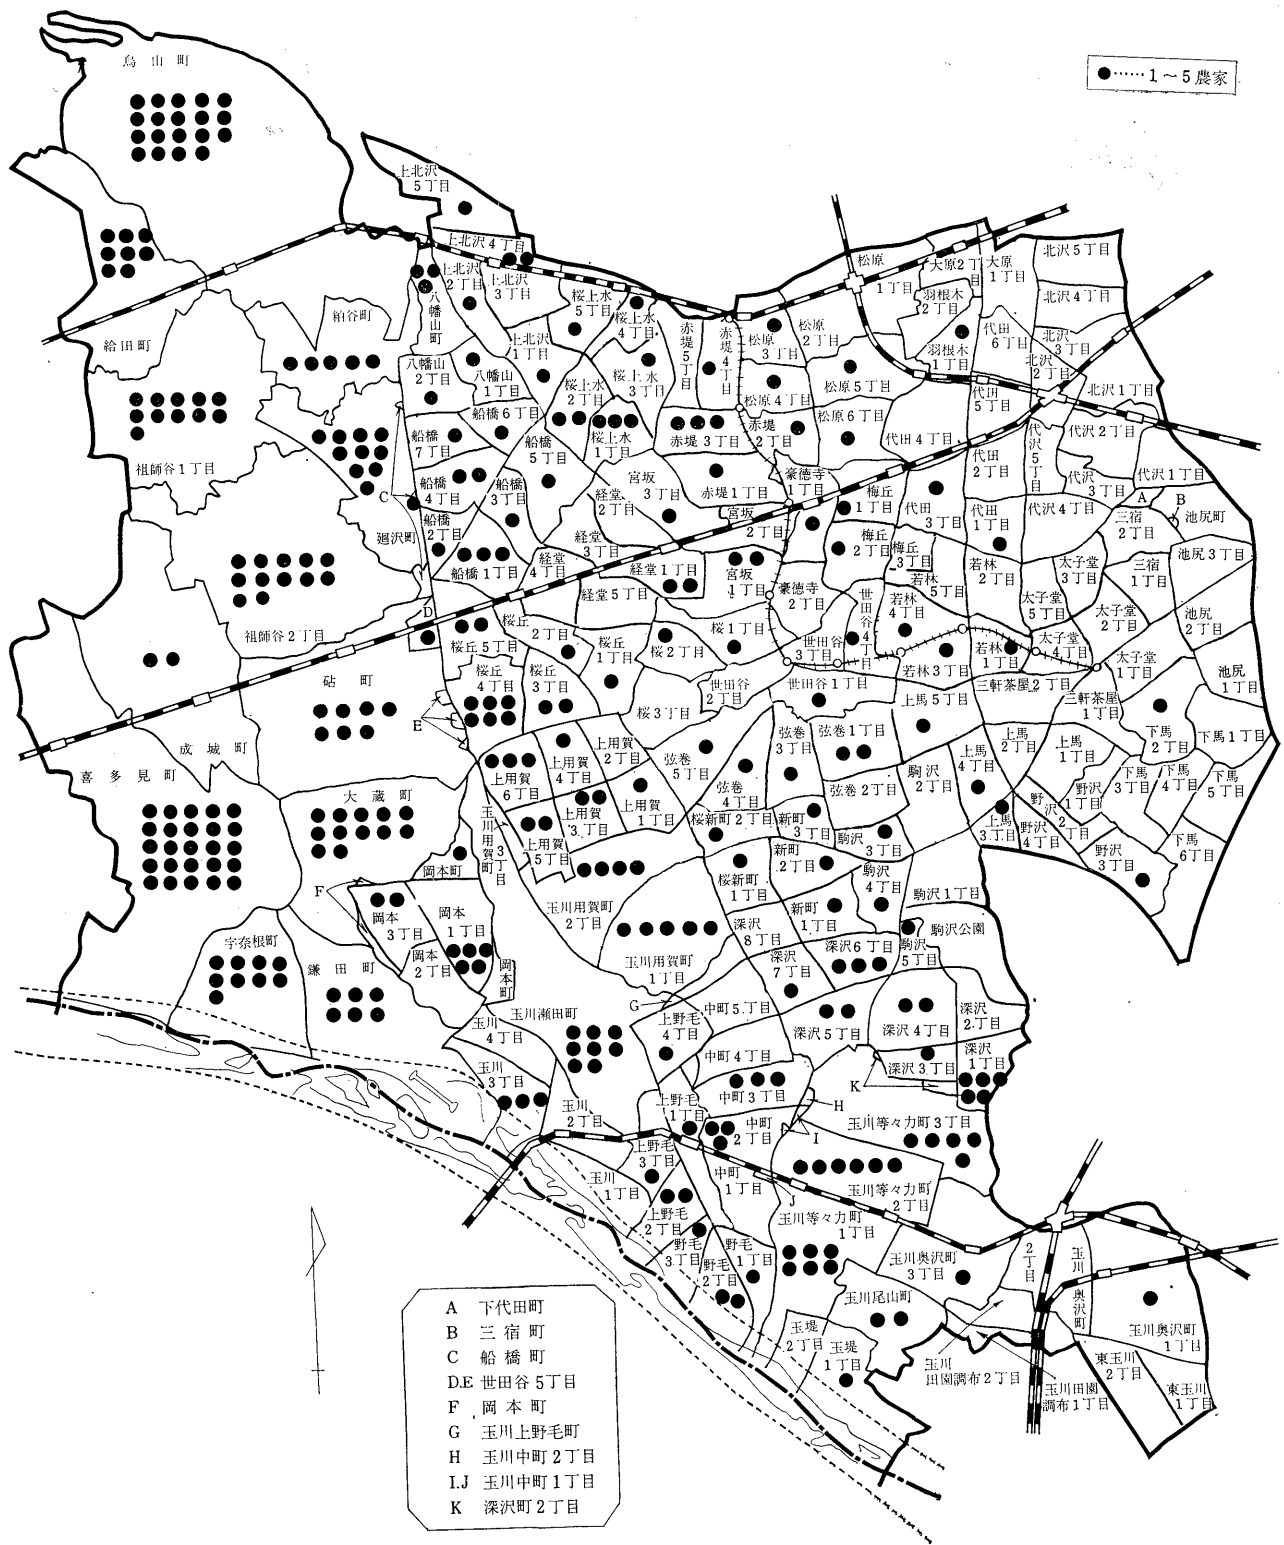 ●……1～5農家
烏山町
上北沢
5丁目
上北沢4丁目
上北沢
2丁目
上北沢
3丁目
上北沢
1丁目
八幡山町
粕谷町
給田町
八幡山
2丁目
八幡山
1丁目
桜上水
5丁目
桜上水
4丁目
桜上水
3丁目
桜上水
2丁目
桜上水
1丁目
赤堤5丁目
赤堤4丁目
赤堤3丁目
赤堤
2丁目
赤堤1丁目
松原
1丁目
松原
2丁目
松原
3丁目
松原4丁目
松原5丁目
松原6丁目
大原2丁目
大原
1丁目
羽根木
2丁目
羽根木
1丁目
北沢5丁目
北沢4丁目
北沢
3丁目
北沢
2丁目
北沢1丁目
代田
6丁目
代田
5丁目
代田4丁目
代田
3丁目
代田
2丁目
代田
1丁目
代沢5丁目
代沢2丁目
代沢
3丁目
代沢1丁目
代沢4丁目
A
B
三宿
2丁目
三宿
1丁目
池尻町
池尻3丁目
池尻
2丁目
池尻
1丁目
祖師谷1丁目
祖師谷2丁目
船橋6丁目
船橋
7丁目
船橋
5丁目
船橋
4丁目
船橋
3丁目
船橋
2丁目
船橋1丁目
C
廻沢町
宮坂
3丁目
宮坂
2丁目
宮坂
1丁目
経堂
2丁目
経堂
3丁目
経堂
4丁目
経堂1丁目
経堂5丁目
豪徳寺
1丁目
豪徳寺
2丁目
梅丘
1丁目
梅丘
2丁目
梅丘
3丁目
若林
2丁目
若林
5丁目
若林
4丁目
若林3丁目
若林
1丁目
太子堂
3丁目
太子堂
5丁目
太子堂
2丁目
太子堂
4丁目
太子堂
1丁目
D
砧町
成城町
喜多見町
大蔵町
E
桜丘
2丁目
桜丘5丁目
桜丘
1丁目
桜丘
4丁目
桜丘
3丁目
桜1丁目
桜2丁目
桜3丁目
世田谷4丁目
世田谷
3丁目
世田谷
2丁目
世田谷1丁目
三軒茶屋2丁目
三軒茶屋
1丁目
上馬5丁目
上馬
4丁目
上馬
2丁目
上馬
1丁目
上馬
3丁目
下馬
2丁目
下馬1丁目
下馬
3丁目
下馬
4丁目
下馬
5丁目
下馬
6丁目
野沢
1丁目
野沢
2丁目
野沢
4丁目
野沢
3丁目
弦巻
5丁目
弦巻
4丁目
弦巻
3丁目
弦巻1丁目
弦巻2丁目
上用賀
2丁目
上用賀
4丁目
上用賀
6丁目
上用賀
3丁目
上用賀
1丁目
上用賀
5丁目
玉川用賀町
3丁目
玉川用賀町
2丁目
玉川用賀町
1丁目
桜新町2丁目
桜新町
1丁目
新町
3丁目
新町
2丁目
新町
1丁目
駒沢
2丁目
駒沢
3丁目
駒沢
4丁目
駒沢1丁目
駒沢公園
駒沢
5丁目
F
岡本町
岡本
3丁目
岡本
1丁目
岡本
2丁目
岡本町
宇奈根町
鎌田町
深沢
8丁目
深沢
7丁目
深沢6丁目
深沢5丁目
深沢4丁目
深沢
2丁目
深沢3丁目
深沢
1丁目
G
玉川瀬田町
玉川
4丁目
玉川
3丁目
玉川
2丁目
玉川
1丁目
上野毛
4丁目
上野毛
1丁目
上野毛
3丁目
上野毛
2丁目
中町5丁目
中町4丁目
中町3丁目
中町
2丁目
中町
1丁目
H
I
J
K
玉川等々力町3丁目
玉川等々力町
2丁目
玉川等々力町
1丁目
野毛
3丁目
野毛
1丁目
野毛
2丁目
玉川奥沢町
3丁目
2丁目
玉川奥沢町
玉川奥沢町
1丁目
玉川尾山町
玉堤
2丁目
玉堤
1丁目
玉川
田園調布2丁目
玉川田園
調布1丁目
東玉川
2丁目
東玉川
1丁目
A 下代田町
B 三宿町
C 船橋町
D.E 世田谷5丁目
F 岡本町
G 玉川上野毛町
H 玉川中町2丁目
I.J 玉川中町1丁目
K 深沢町2丁目